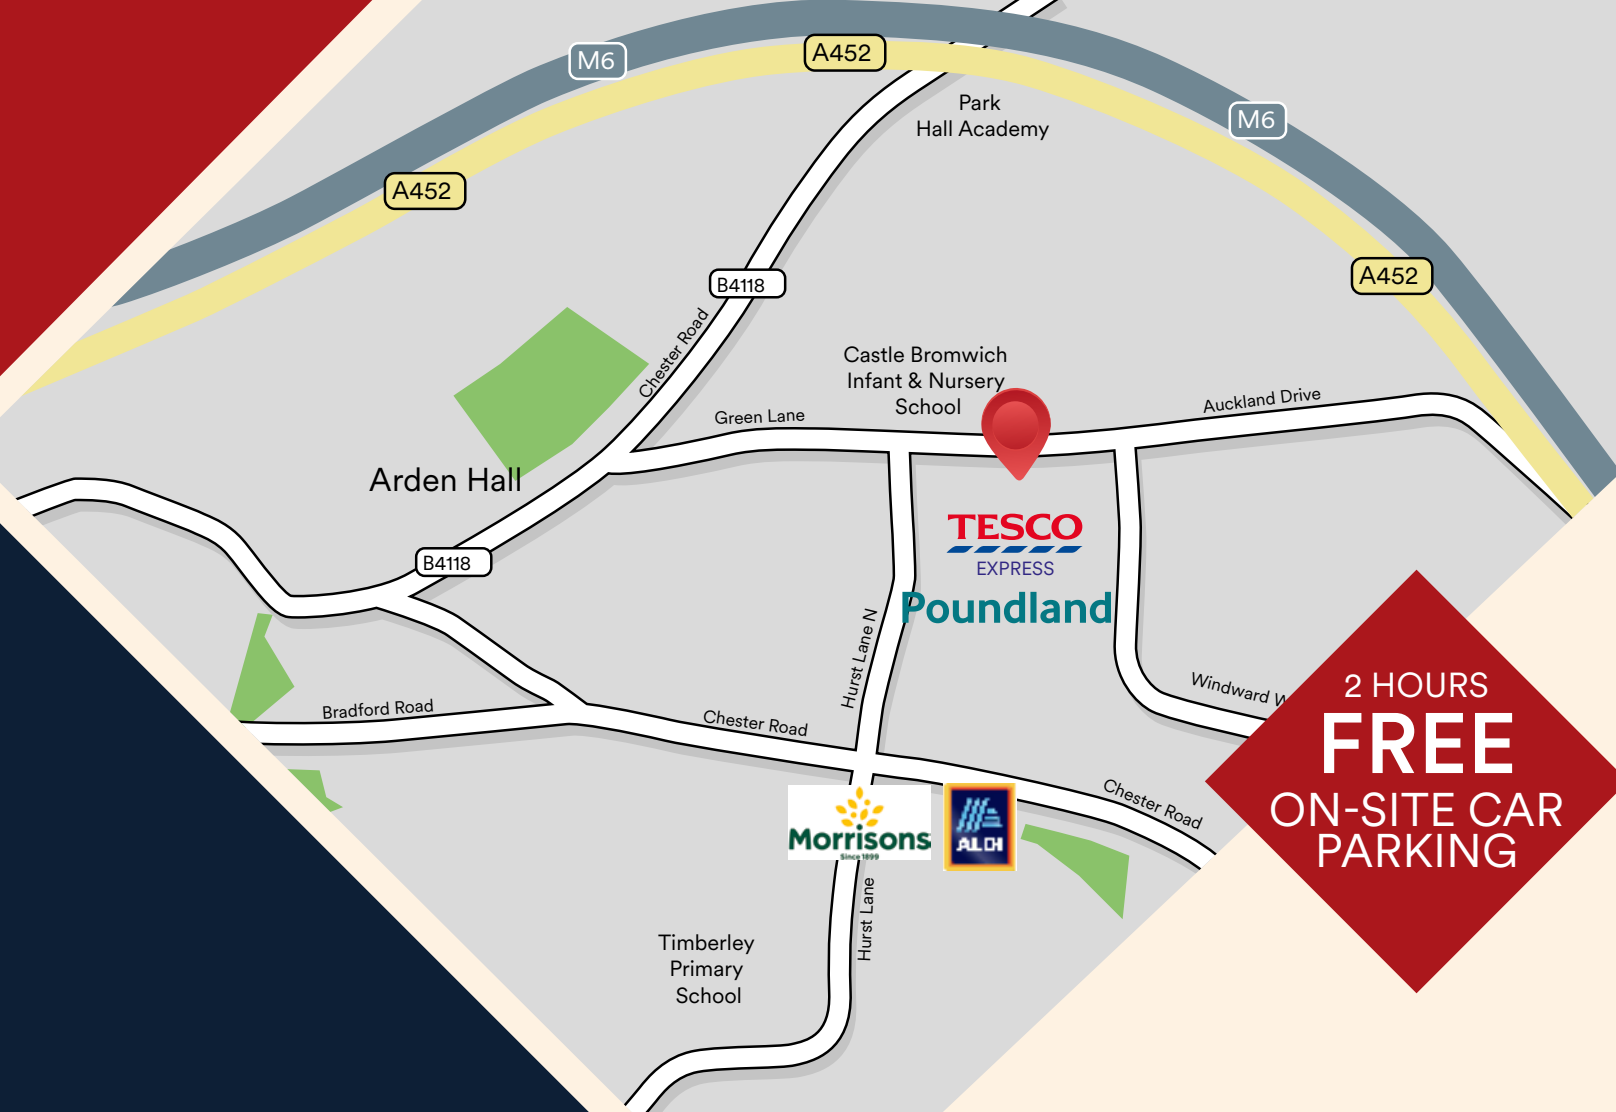 M6
A452
A452
M6
A452
Park
Hall Academy
B4118
Chester Road
Castle Bromwich
Infant & Nursery
School
Green Lane
Auckland Drive
Arden Hall
B4118
TESCO
EXPRESS
Poundland
Hurst Lane N
Windward W
Bradford Road
Chester Road
Chester Road
Morrisons
Since 1899
ALDI
Hurst Lane
Timberley
Primary
School
2 HOURS
FREE
ON-SITE CAR
PARKING